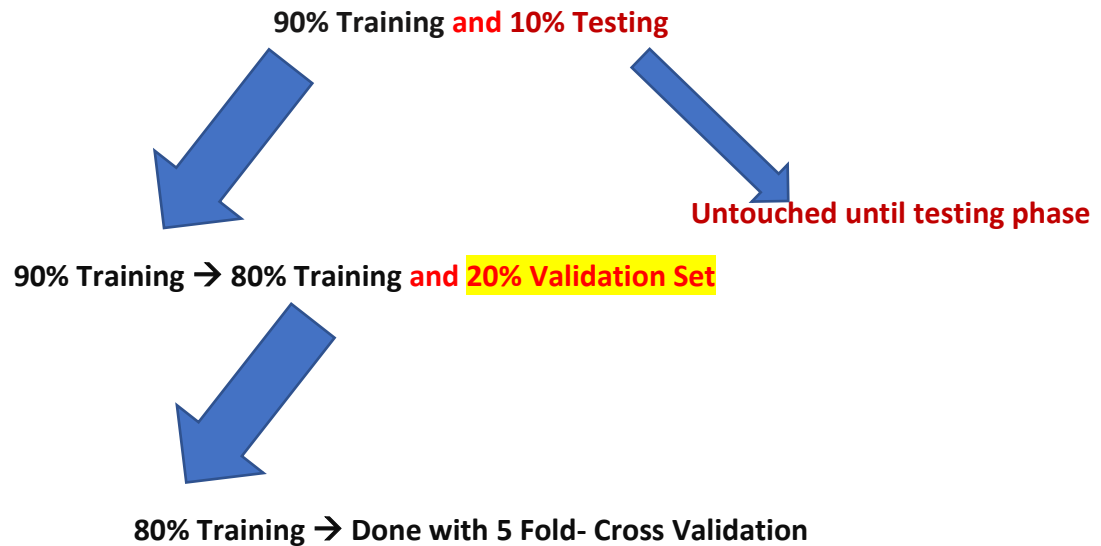 90% Training and 10% Testing
Untouched until testing phase
90% Training → 80% Training and 20% Validation Set
80% Training → Done with 5 Fold- Cross Validation